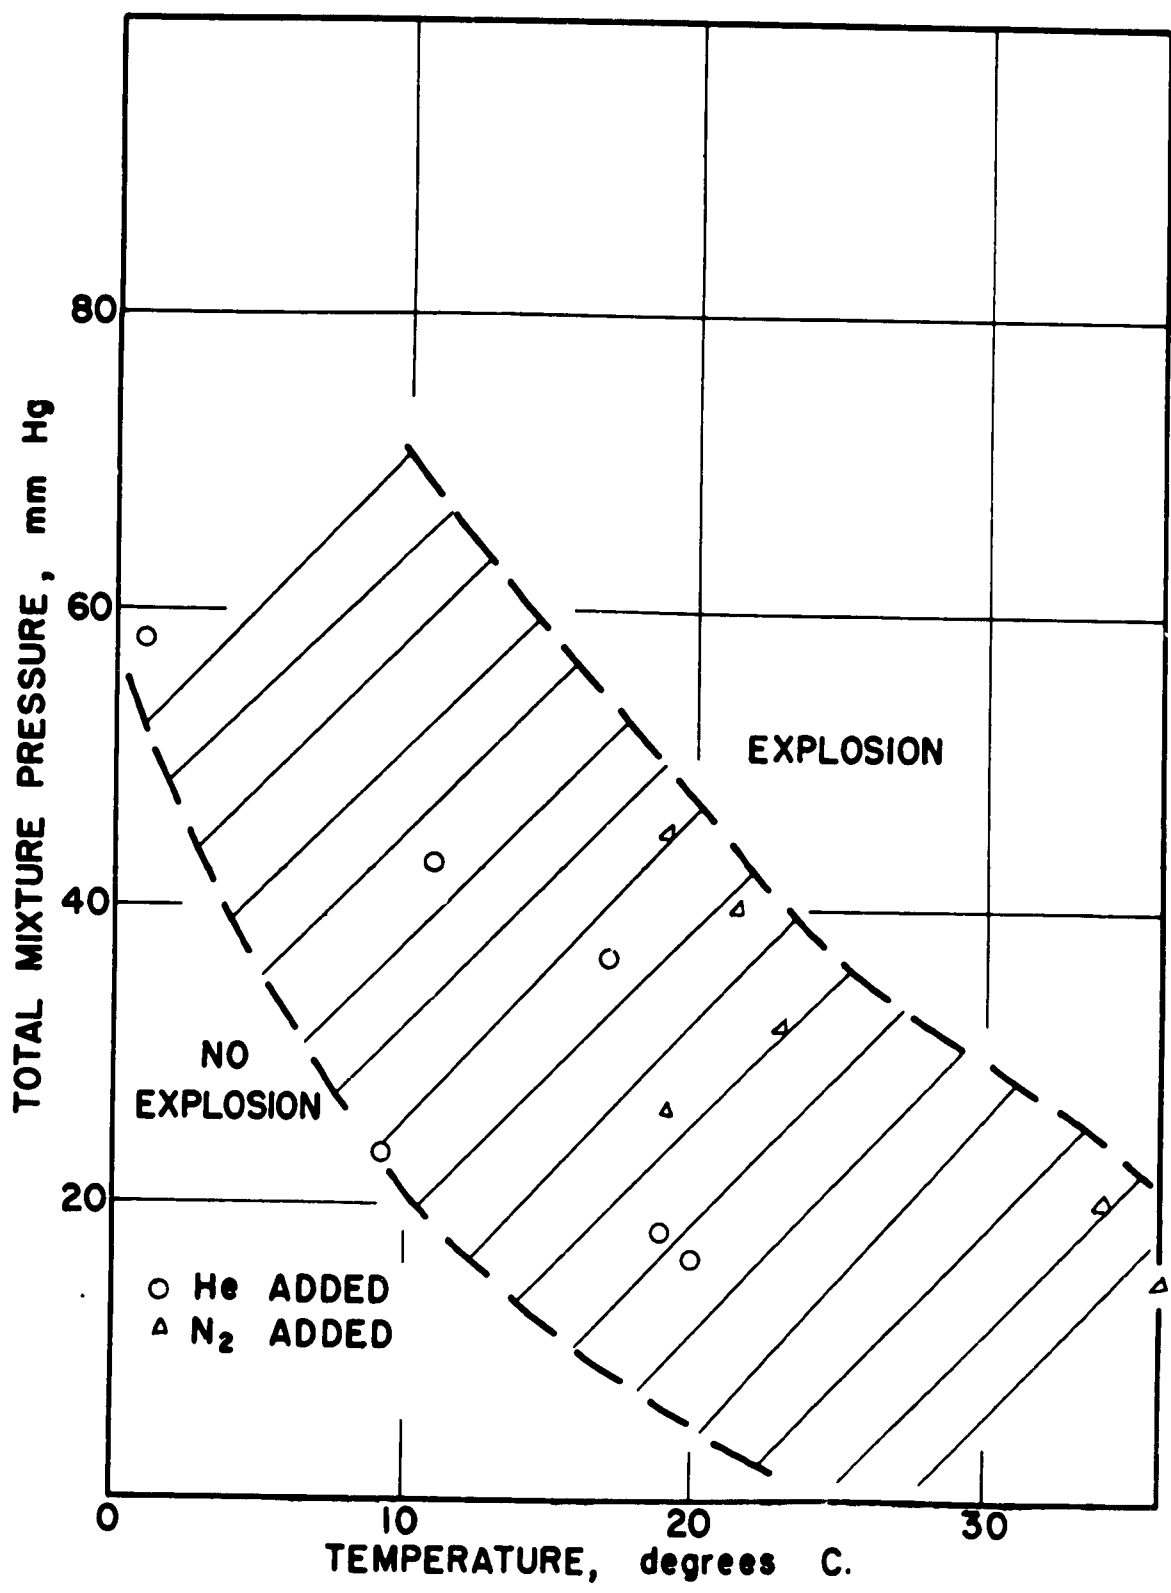 80
60
40
20
0
10
20
30
TOTAL MIXTURE PRESSURE, mm Hg
EXPLOSION
NO
EXPLOSION
He ADDED
N₂ ADDED
TEMPERATURE, degrees C.